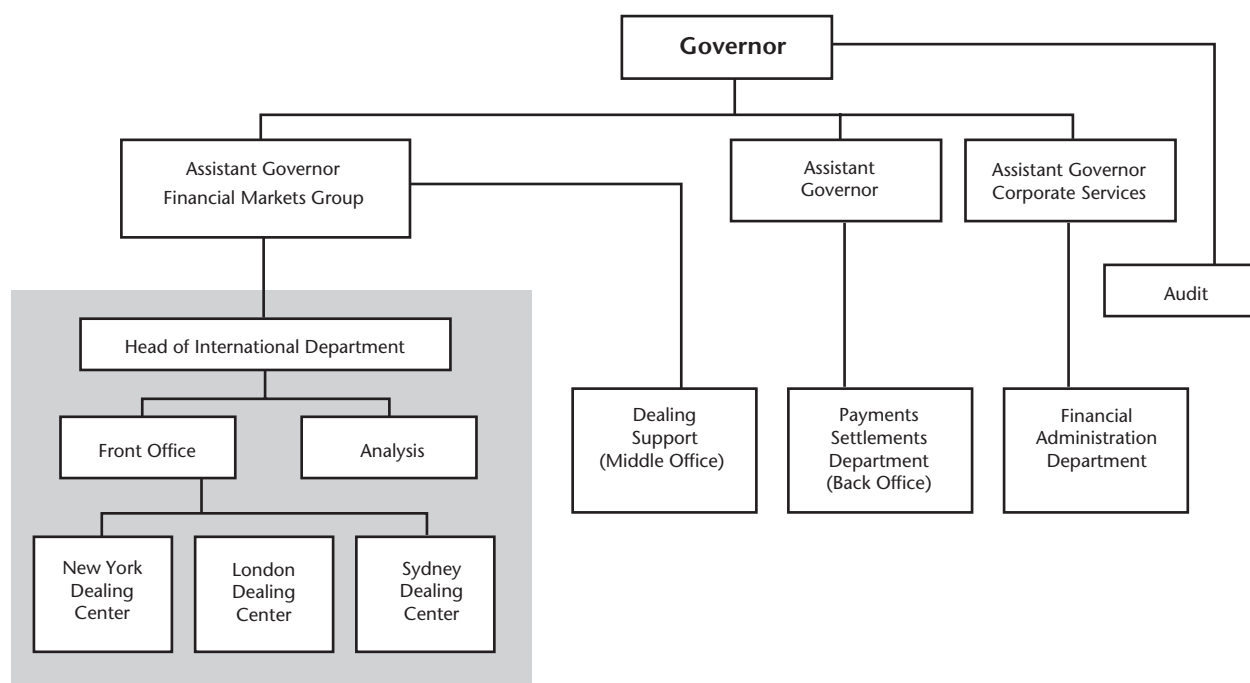 Governor
Assistant Governor
Financial Markets Group
Assistant
Governor
Assistant Governor
Corporate Services
Audit
Head of International Department
Front Office
Analysis
Dealing
Support
(Middle Office)
Payments
Settlements
Department
(Back Office)
Financial
Administration
Department
New York
Dealing
Center
London
Dealing
Center
Sydney
Dealing
Center